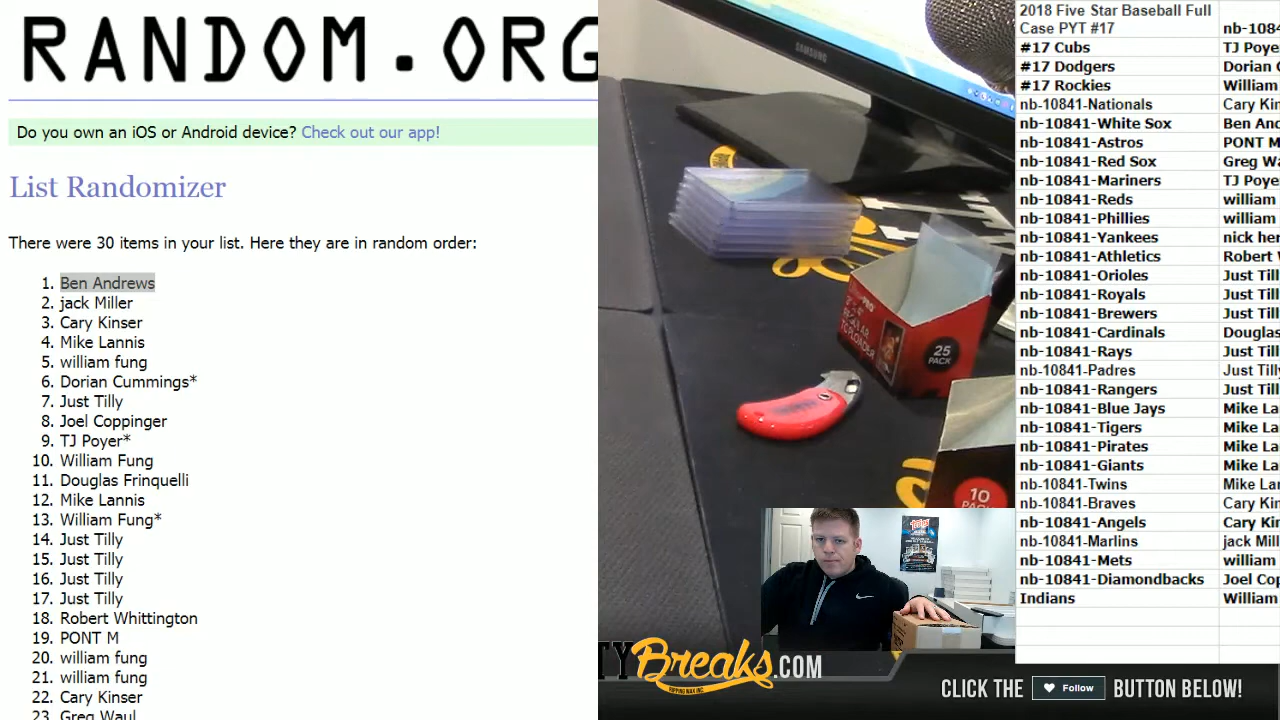 RANDOM.ORG
Do you own an iOS or Android device? Check out our app!
List Randomizer
There were 30 items in your list. Here they are in random order:
1. Ben Andrews
2. jack Miller
3. Cary Kinser
4. Mike Lannis
5. william fung
6. Dorian Cummings*
7. Just Tilly
8. Joel Coppinger
9. TJ Poyer*
10. William Fung
11. Douglas Frinquelli
12. Mike Lannis
13. William Fung*
14. Just Tilly
15. Just Tilly
16. Just Tilly
17. Just Tilly
18. Robert Whittington
19. PONT M
20. william fung
21. william fung
22. Cary Kinser
23. Greg Waul
SAMSUNG
TOPLOADER
25
PACK
10
Breaks.COM
CLICK THE Follow BUTTON BELOW!
2018 Five Star Baseball Full
Case PYT #17 nb-1084
#17 Cubs TJ Poye
#17 Dodgers Dorian
#17 Rockies William
nb-10841-Nationals Cary Kin
nb-10841-White Sox Ben And
nb-10841-Astros PONT M
nb-10841-Red Sox Greg Wa
nb-10841-Mariners TJ Poye
nb-10841-Reds william
nb-10841-Phillies william
nb-10841-Yankees nick her
nb-10841-Athletics Robert
nb-10841-Orioles Just Till
nb-10841-Royals Just Till
nb-10841-Brewers Just Till
nb-10841-Cardinals Douglas
nb-10841-Rays Just Till
nb-10841-Padres Just Tilly
nb-10841-Rangers Just Till
nb-10841-Blue Jays Mike La
nb-10841-Tigers Mike La
nb-10841-Pirates Mike La
nb-10841-Giants Mike La
nb-10841-Twins Mike Lan
nb-10841-Braves Cary Kin
nb-10841-Angels Cary Kin
nb-10841-Marlins jack Mill
nb-10841-Mets william
nb-10841-Diamondbacks Joel Cop
Indians William